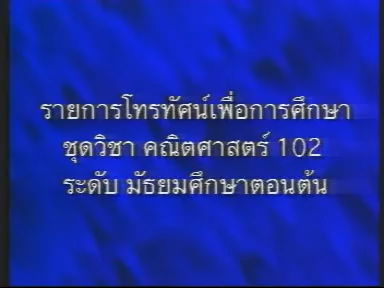 รายการโทรทัศน์เพื่อการศึกษา
ชุดวิชา คณิตศาสตร์ 102
ระดับ มัธยมศึกษาตอนต้น